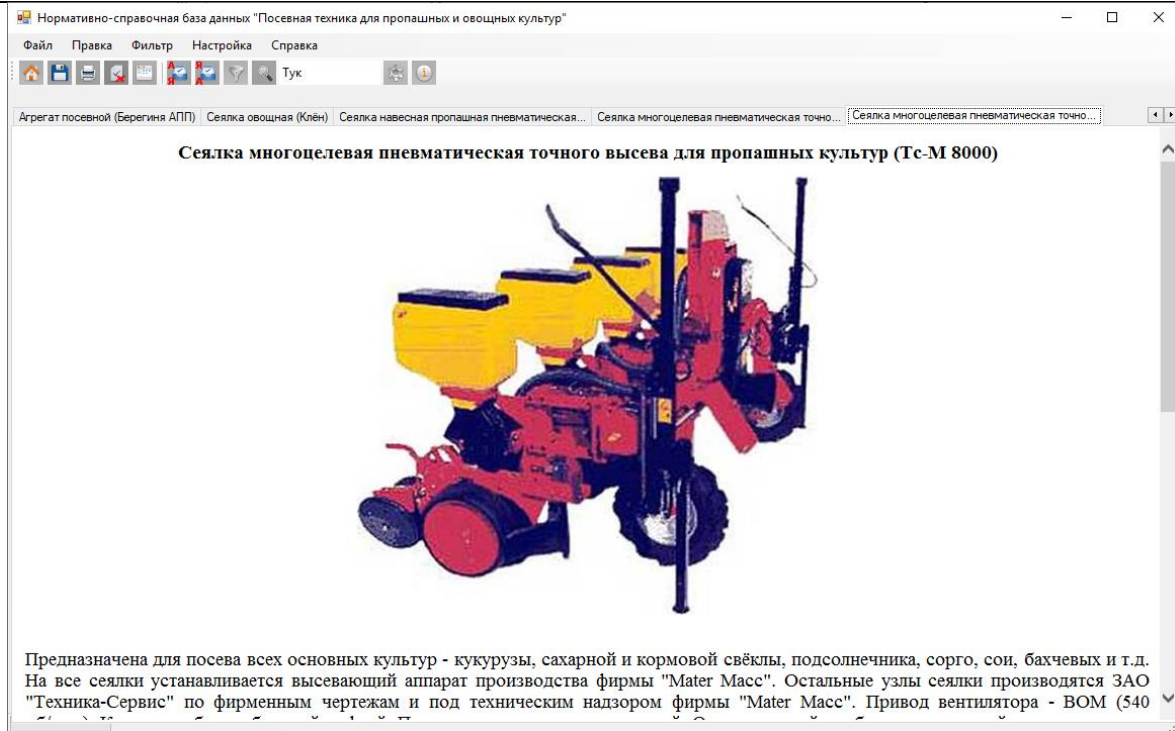 Нормативно-справочная база данных "Посевная техника для пропашных и овощных культур"
Файл Правка Фильтр Настройка Справка
А Я Я А Тук
Агрегат посевной (Берегиня АПП) Сеялка овощная (Клён) Сеялка навесная пропашная пневматическая... Сеялка многоцелевая пневматическая точно... Сеялка многоцелевая пневматическая точно...
Сеялка многоцелевая пневматическая точного высева для пропашных культур (Тс-М 8000)
Предназначена для посева всех основных культур - кукурузы, сахарной и кормовой свёклы, подсолнечника, сорго, сои, бахчевых и т.д.
На все сеялки устанавливается высевающий аппарат производства фирмы "Mater Macc". Остальные узлы сеялки производятся ЗАО
"Техника-Сервис" по фирменным чертежам и под техническим надзором фирмы "Mater Macc". Привод вентилятора - ВОМ (540